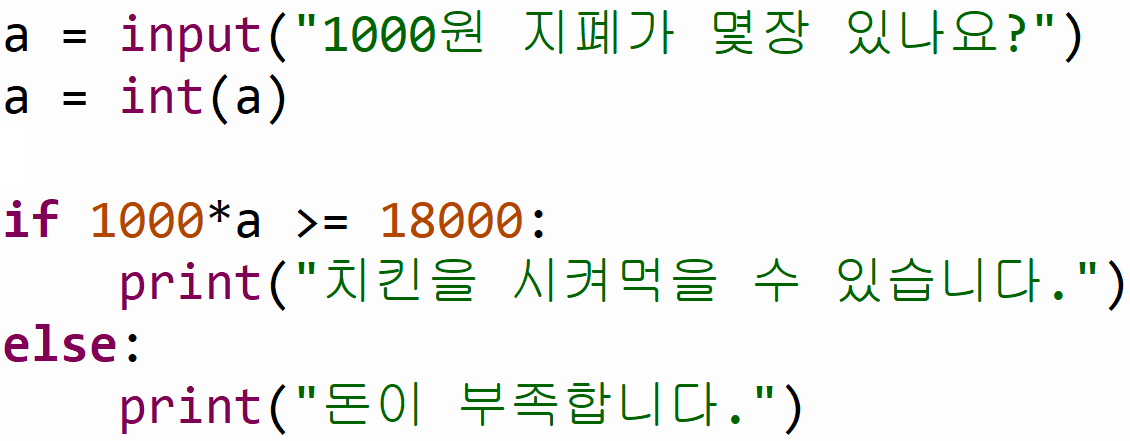 a = input("1000원 지폐가 몇장 있나요?")
a = int(a)
if 1000*a >= 18000:
    print("치킨을 시켜먹을 수 있습니다.")
else:
    print("돈이 부족합니다.")